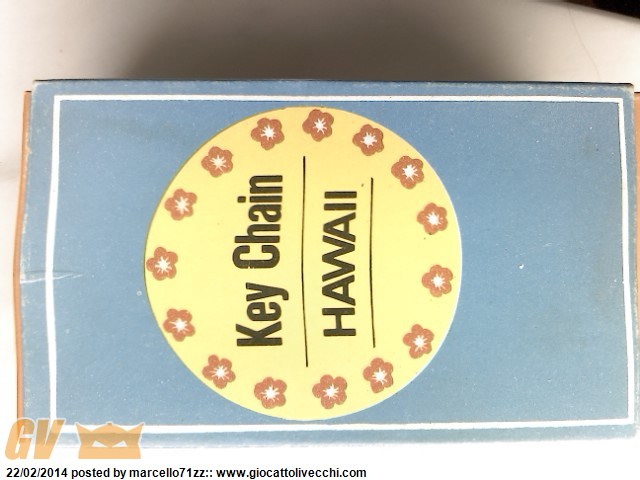 Key Chain
HAWAII
GV
22/02/2014 posted by marcello71zz:: www.giocattolivecchi.com